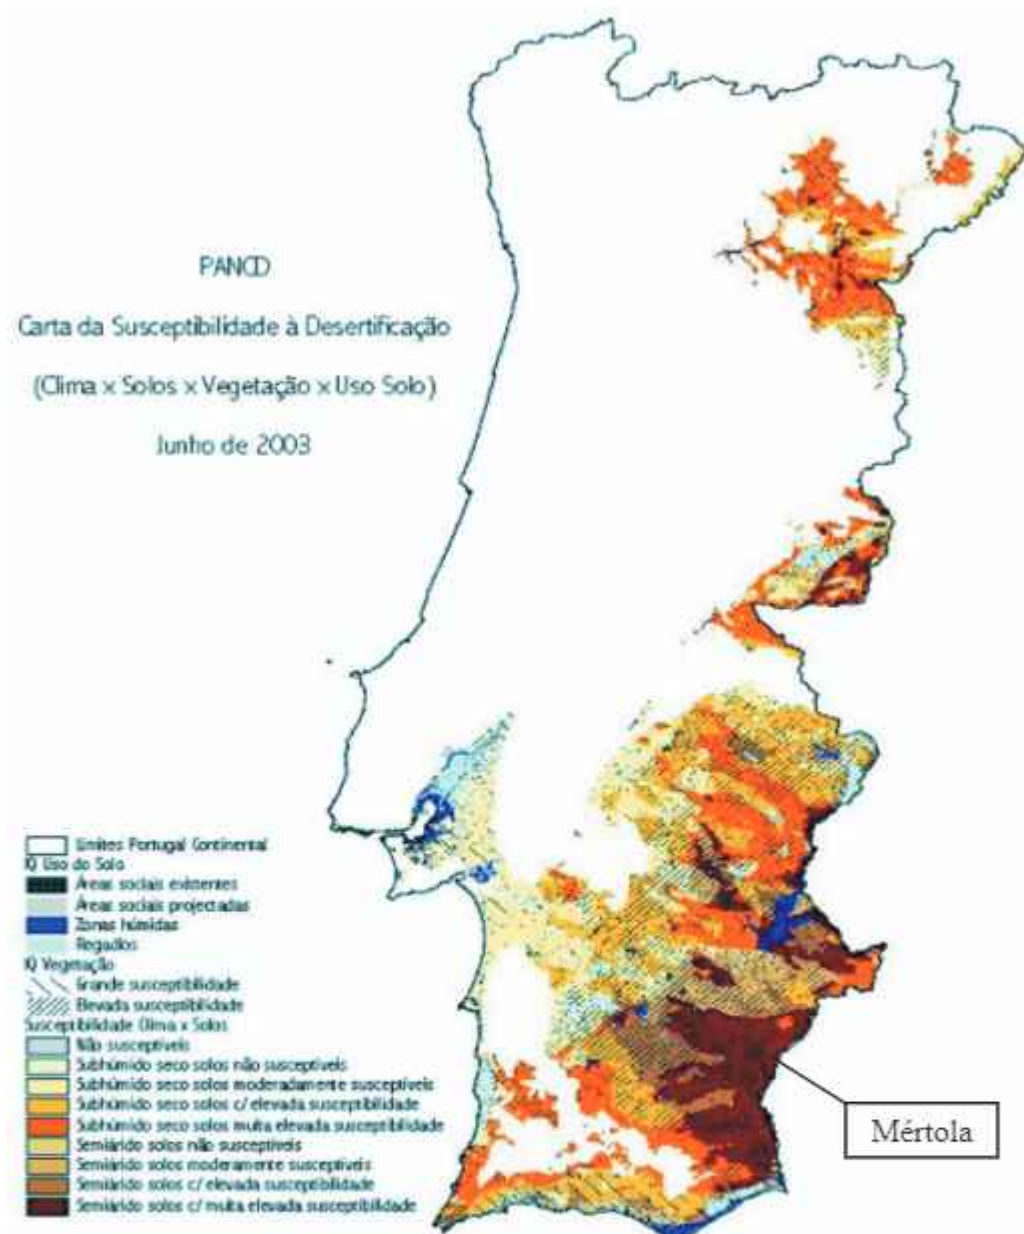 PANCD
Carta da Susceptibilidade à Desertificação
(Clima x Solos x Vegetação x Uso Solo)
Junho de 2003
Limites Portugal Continental
IQ Uso do Solo
Áreas sociais existentes
Áreas sociais projectadas
Zonas húmidas
Regadios
IQ Vegetação
Grande susceptibilidade
Elevada susceptibilidade
Susceptibilidade Clima x Solos
Não susceptíveis
Subhúmido seco solos não susceptíveis
Subhúmido seco solos moderadamente susceptíveis
Subhúmido seco solos c/ elevada susceptibilidade
Subhúmido seco solos muita elevada susceptibilidade
Semiárido solos não susceptíveis
Semiárido solos moderamente susceptíveis
Semiárido solos c/ elevada susceptibilidade
Semiárido solos c/ muita elevada susceptibilidade
Mértola